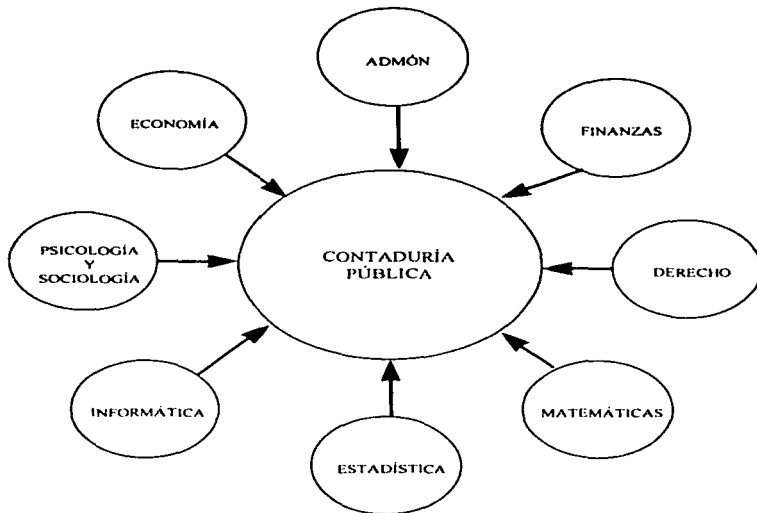 ADMÓN
ECONOMÍA
FINANZAS
PSICOLOGÍA
Y
SOCIOLOGÍA
CONTADURÍA
PÚBLICA
DERECHO
INFORMÁTICA
MATEMÁTICAS
ESTADÍSTICA